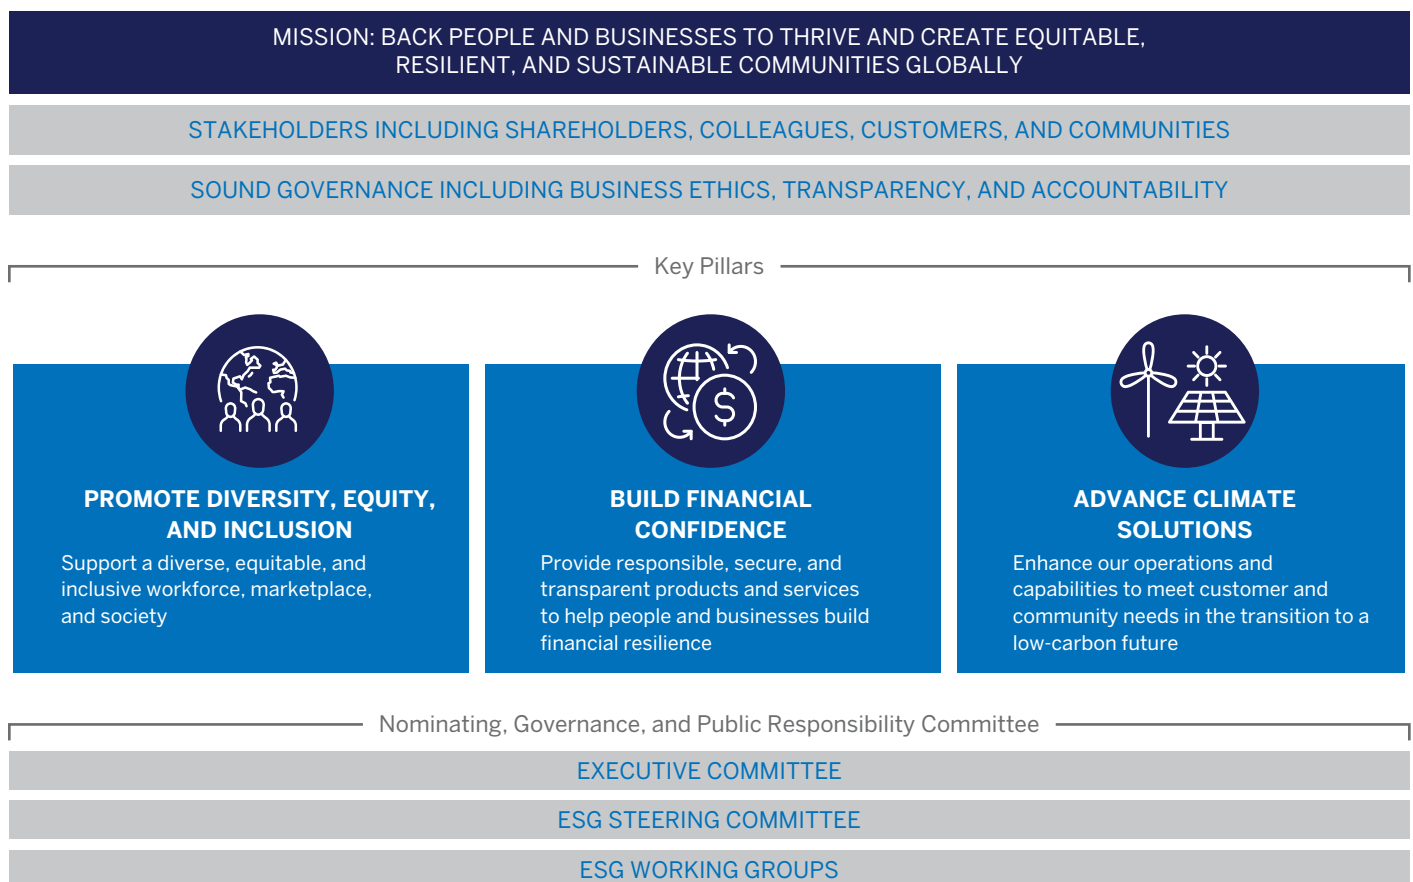 MISSION: BACK PEOPLE AND BUSINESSES TO THRIVE AND CREATE EQUITABLE,
RESILIENT, AND SUSTAINABLE COMMUNITIES GLOBALLY
STAKEHOLDERS INCLUDING SHAREHOLDERS, COLLEAGUES, CUSTOMERS, AND COMMUNITIES
SOUND GOVERNANCE INCLUDING BUSINESS ETHICS, TRANSPARENCY, AND ACCOUNTABILITY
Key Pillars
PROMOTE DIVERSITY, EQUITY,
AND INCLUSION
Support a diverse, equitable, and
inclusive workforce, marketplace,
and society
$
BUILD FINANCIAL
CONFIDENCE
Provide responsible, secure, and
transparent products and services
to help people and businesses build
financial resilience
ADVANCE CLIMATE
SOLUTIONS
Enhance our operations and
capabilities to meet customer and
community needs in the transition to a
low-carbon future
Nominating, Governance, and Public Responsibility Committee
EXECUTIVE COMMITTEE
ESG STEERING COMMITTEE
ESG WORKING GROUPS